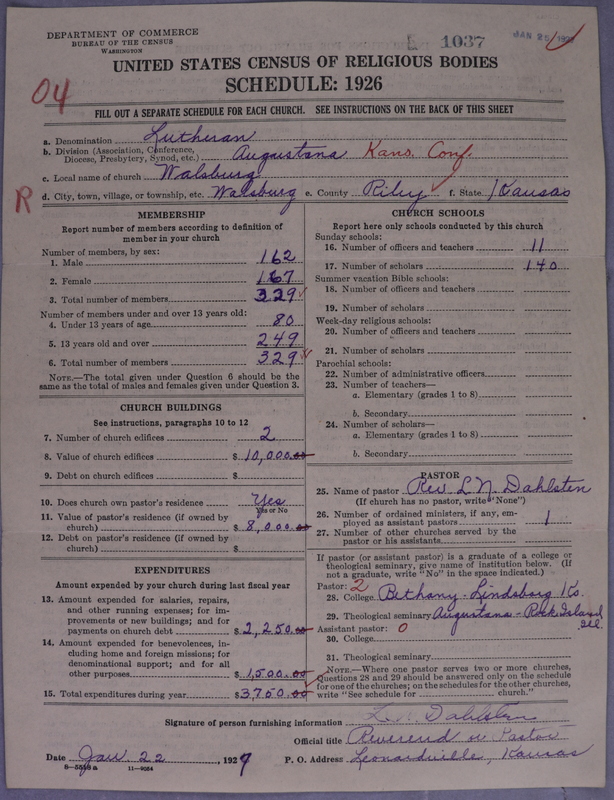 DEPARTMENT OF COMMERCE
BUREAU OF THE CENSUS
WASHINGTON
1037
JAN 25
UNITED STATES CENSUS OF RELIGIOUS BODIES
SCHEDULE: 1926
04
FILL OUT A SEPARATE SCHEDULE FOR EACH CHURCH. SEE INSTRUCTIONS ON THE BACK OF THIS SHEET
a. Denomination Lutheran
b. Division (Association, Conference, Diocese, Presbytery, Synod, etc.) Augustana Kans. Conf.
c. Local name of church Walsburg
R
d. City, town, village, or township, etc. Walsburg e. County Riley f. State Kansas
MEMBERSHIP
Report number of members according to definition of
member in your church
Number of members, by sex:
1. Male 162
2. Female 167
3. Total number of members 329
Number of members under and over 13 years old:
4. Under 13 years of age 80
5. 13 years old and over 249
6. Total number of members 329
NOTE.—The total given under Question 6 should be
same as the total of males and females given under Question 3.
CHURCH BUILDINGS
See instructions, paragraphs 10 to 12
7. Number of church edifices 2
8. Value of church edifices $ 10,000.00
9. Debt on church edifices $
10. Does church own pastor's residence Yes
Yes or No
11. Value of pastor's residence (if owned by
church) $ 8,000.00
12. Debt on pastor's residence (if owned by
church) $
EXPENDITURES
Amount expended by your church during last fiscal year
13. Amount expended for salaries, repairs,
and other running expenses; for im-
provements or new buildings; and for
payments on church debt $ 2,250.00
14. Amount expended for benevolences, in-
cluding home and foreign missions; for
denominational support; and for all
other purposes 1,500.00
15. Total expenditures during year $ 3,750.00
CHURCH SCHOOLS
Report here only schools conducted by this church
Sunday schools:
16. Number of officers and teachers 11
17. Number of scholars 140
Summer vacation Bible schools:
18. Number of officers and teachers
19. Number of scholars
Week-day religious schools:
20. Number of officers and teachers
21. Number of scholars
Parochial schools:
22. Number of administrative officers
23. Number of teachers—
a. Elementary (grades 1 to 8)
b. Secondary
24. Number of scholars—
a. Elementary (grades 1 to 8)
b. Secondary
PASTOR
25. Name of pastor Rev. L N. Dahlsten
(If church has no pastor, write "None")
26. Number of ordained ministers, if any, em-
ployed as assistant pastors 1
27. Number of other churches served by the
pastor or his assistants
If pastor (or assistant pastor) is a graduate of a college or
theological seminary, give name of institution below. (If
not a graduate, write "No" in the space indicated.)
Pastor: 2
28. College Bethany-Lindsborg Ks.
29. Theological seminary Augustana-Rock Island
Ill
Assistant pastor: 0
30. College
31. Theological seminary
NOTE.—Where one pastor serves two or more churches,
Questions 28 and 29 should be answered only on the schedule
for one of the churches; on the schedules for the other churches,
write "See schedule for church."
Signature of person furnishing information L. N. Dahlsten
Official title Reverend or Pastor
Date Jan 22, 1927 P. O. Address Leonardville, Kansas
8—5518a 11—9084